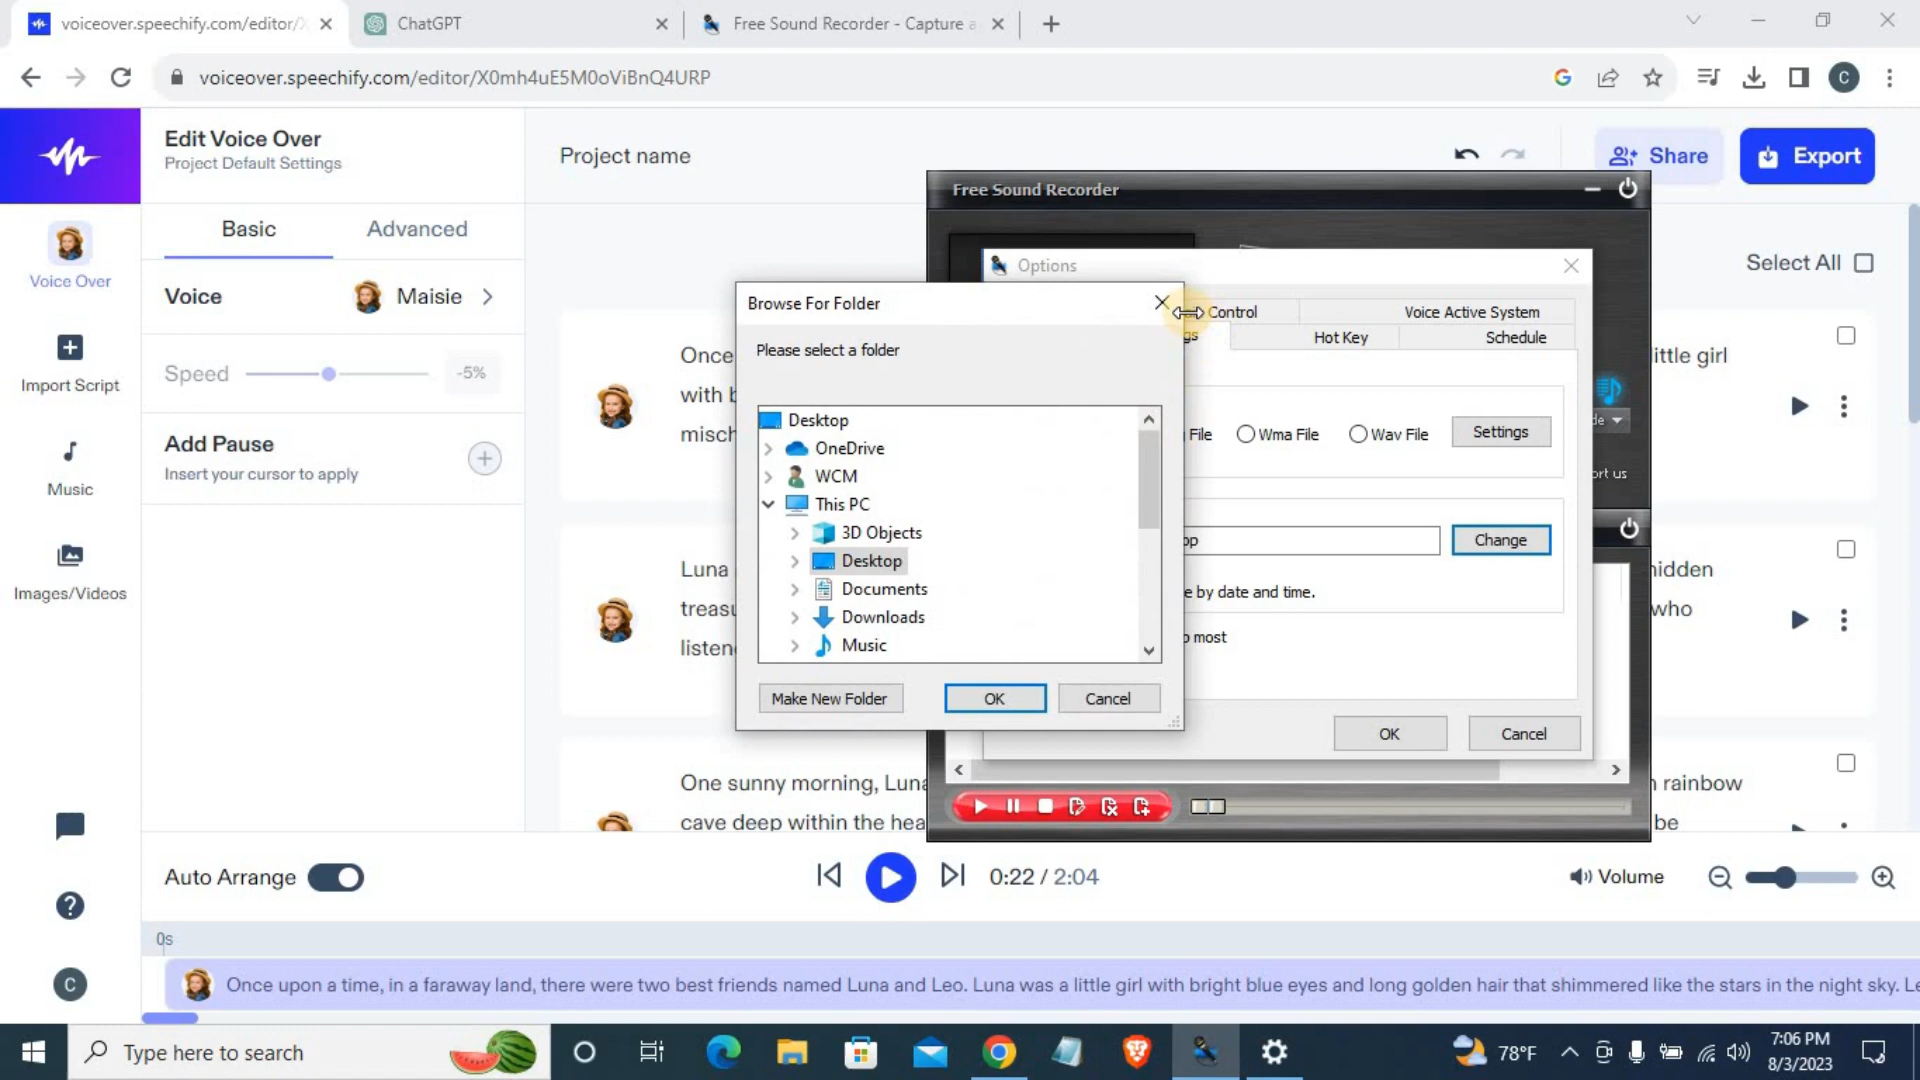 voiceover.speechify.com/editor/X
ChatGPT
Free Sound Recorder - Capture a
voiceover.speechify.com/editor/X0mh4uE5M0oViBnQ4URP
C
Edit Voice Over
Project Default Settings
Project name
Share
Export
Basic
Advanced
Voice
Maisie
Speed
-5%
Add Pause
Insert your cursor to apply
Voice Over
Import Script
Music
Images/Videos
Select All
Free Sound Recorder
Options
Control
Voice Active System
Hot Key
Schedule
File
Wma File
Wav File
Settings
Change
e by date and time.
most
OK
Cancel
ort us
Browse For Folder
Please select a folder
Desktop
OneDrive
WCM
This PC
3D Objects
Desktop
Documents
Downloads
Music
Make New Folder
OK
Cancel
Once
ittle girl
with b
misch
Luna
hidden
treasu
who
listen
One sunny morning, Luna
rainbow
cave deep within the hea
be
Auto Arrange
0:22 / 2:04
Volume
0s
C
Once upon a time, in a faraway land, there were two best friends named Luna and Leo. Luna was a little girl with bright blue eyes and long golden hair that shimmered like the stars in the night sky. Le
Type here to search
78°F
7:06 PM
8/3/2023